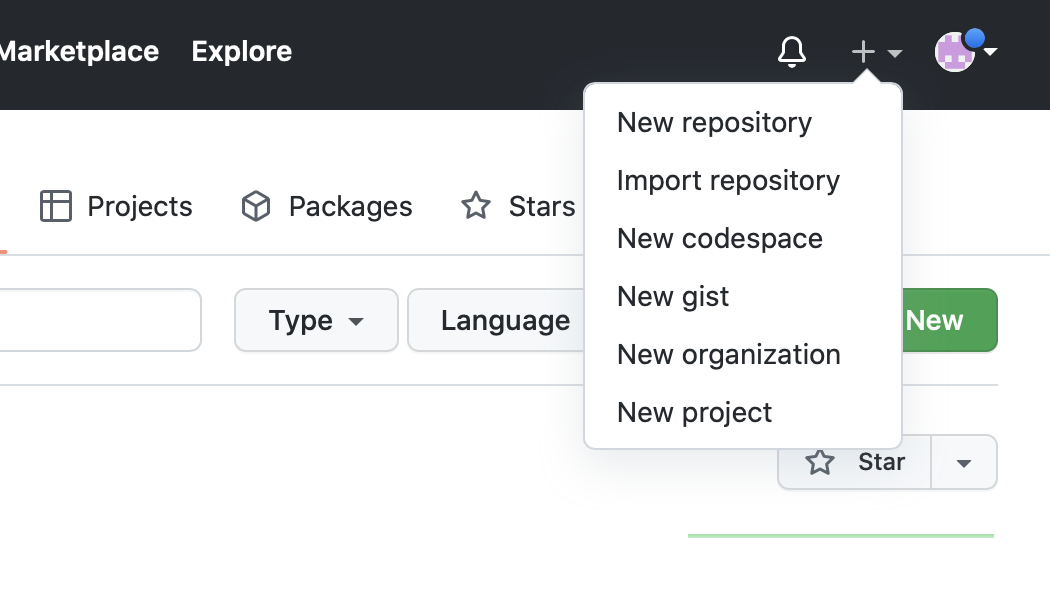 Marketplace Explore
New repository
Import repository
Projects Packages Stars
New codespace
New gist
Type Language New
New organization
New project
Star